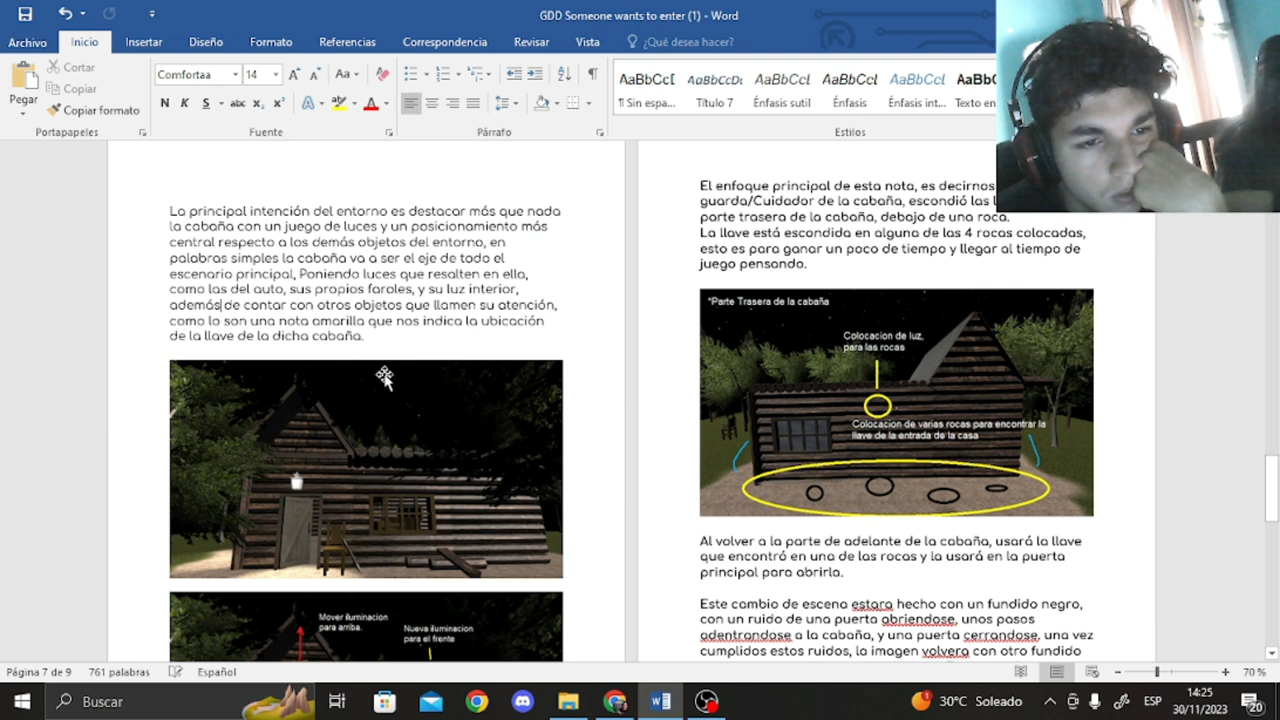 GDD Someone wants to enter (1) - Word
Archivo Inicio Insertar Diseño Formato Referencias Correspondencia Revisar Vista ¿Qué desea hacer?
Pegar
Cortar
Copiar
Copiar formato
Portapapeles
Comfortaa 14
Fuente
Párrafo
AaBbCcD AaBbCcDc AaBbCcL AaBbCcL AaBbCcL AaBbC
¶ Sin espa... Título 7 Énfasis sutil Énfasis Énfasis int... Texto en
Estilos
La principal intención del entorno es destacar más que nada
la cabaña con un juego de luces y un posicionamiento más
central respecto a los demás objetos del entorno, en
palabras simples la cabaña va a ser el eje de todo el
escenario principal, Poniendo luces que resalten en ella,
como las del auto, sus propios faroles, y su luz interior,
además de contar con otros objetos que llamen su atención,
como lo son una nota amarilla que nos indica la ubicación
de la llave de la dicha cabaña.
Mover iluminacion
para arriba.
Nueva iluminacion
para el frente
El enfoque principal de esta nota, es decirnos
guarda/Cuidador de la cabaña, escondió las
parte trasera de la cabaña, debajo de una roca.
La llave está escondida en alguna de las 4 rocas colocadas,
esto es para ganar un poco de tiempo y llegar al tiempo de
juego pensando.
*Parte Trasera de la cabaña
Colocacion de luz,
para las rocas
Colocacion de varias rocas para encontrar la
llave de la entrada de la casa
Al volver a la parte de adelante de la cabaña, usará la llave
que encontró en una de las rocas y la usará en la puerta
principal para abrirla.
Este cambio de escena estara hecho con un fundido negro,
con un ruido de una puerta abriendose, unos pasos
adentrandose a la cabaña, y una puerta cerrandose, una vez
cumplidos estos ruidos, la imagen volvera con otro fundido
Página 7 de 9 761 palabras Español 70 %
Buscar
30°C Soleado
ESP
14:25
30/11/2023
20